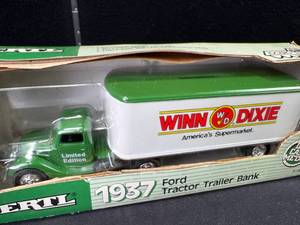 WINN W D DIXIE
America's Supermarket.
Limited
Edition
ERTL
1937 Ford
Tractor Trailer Bank